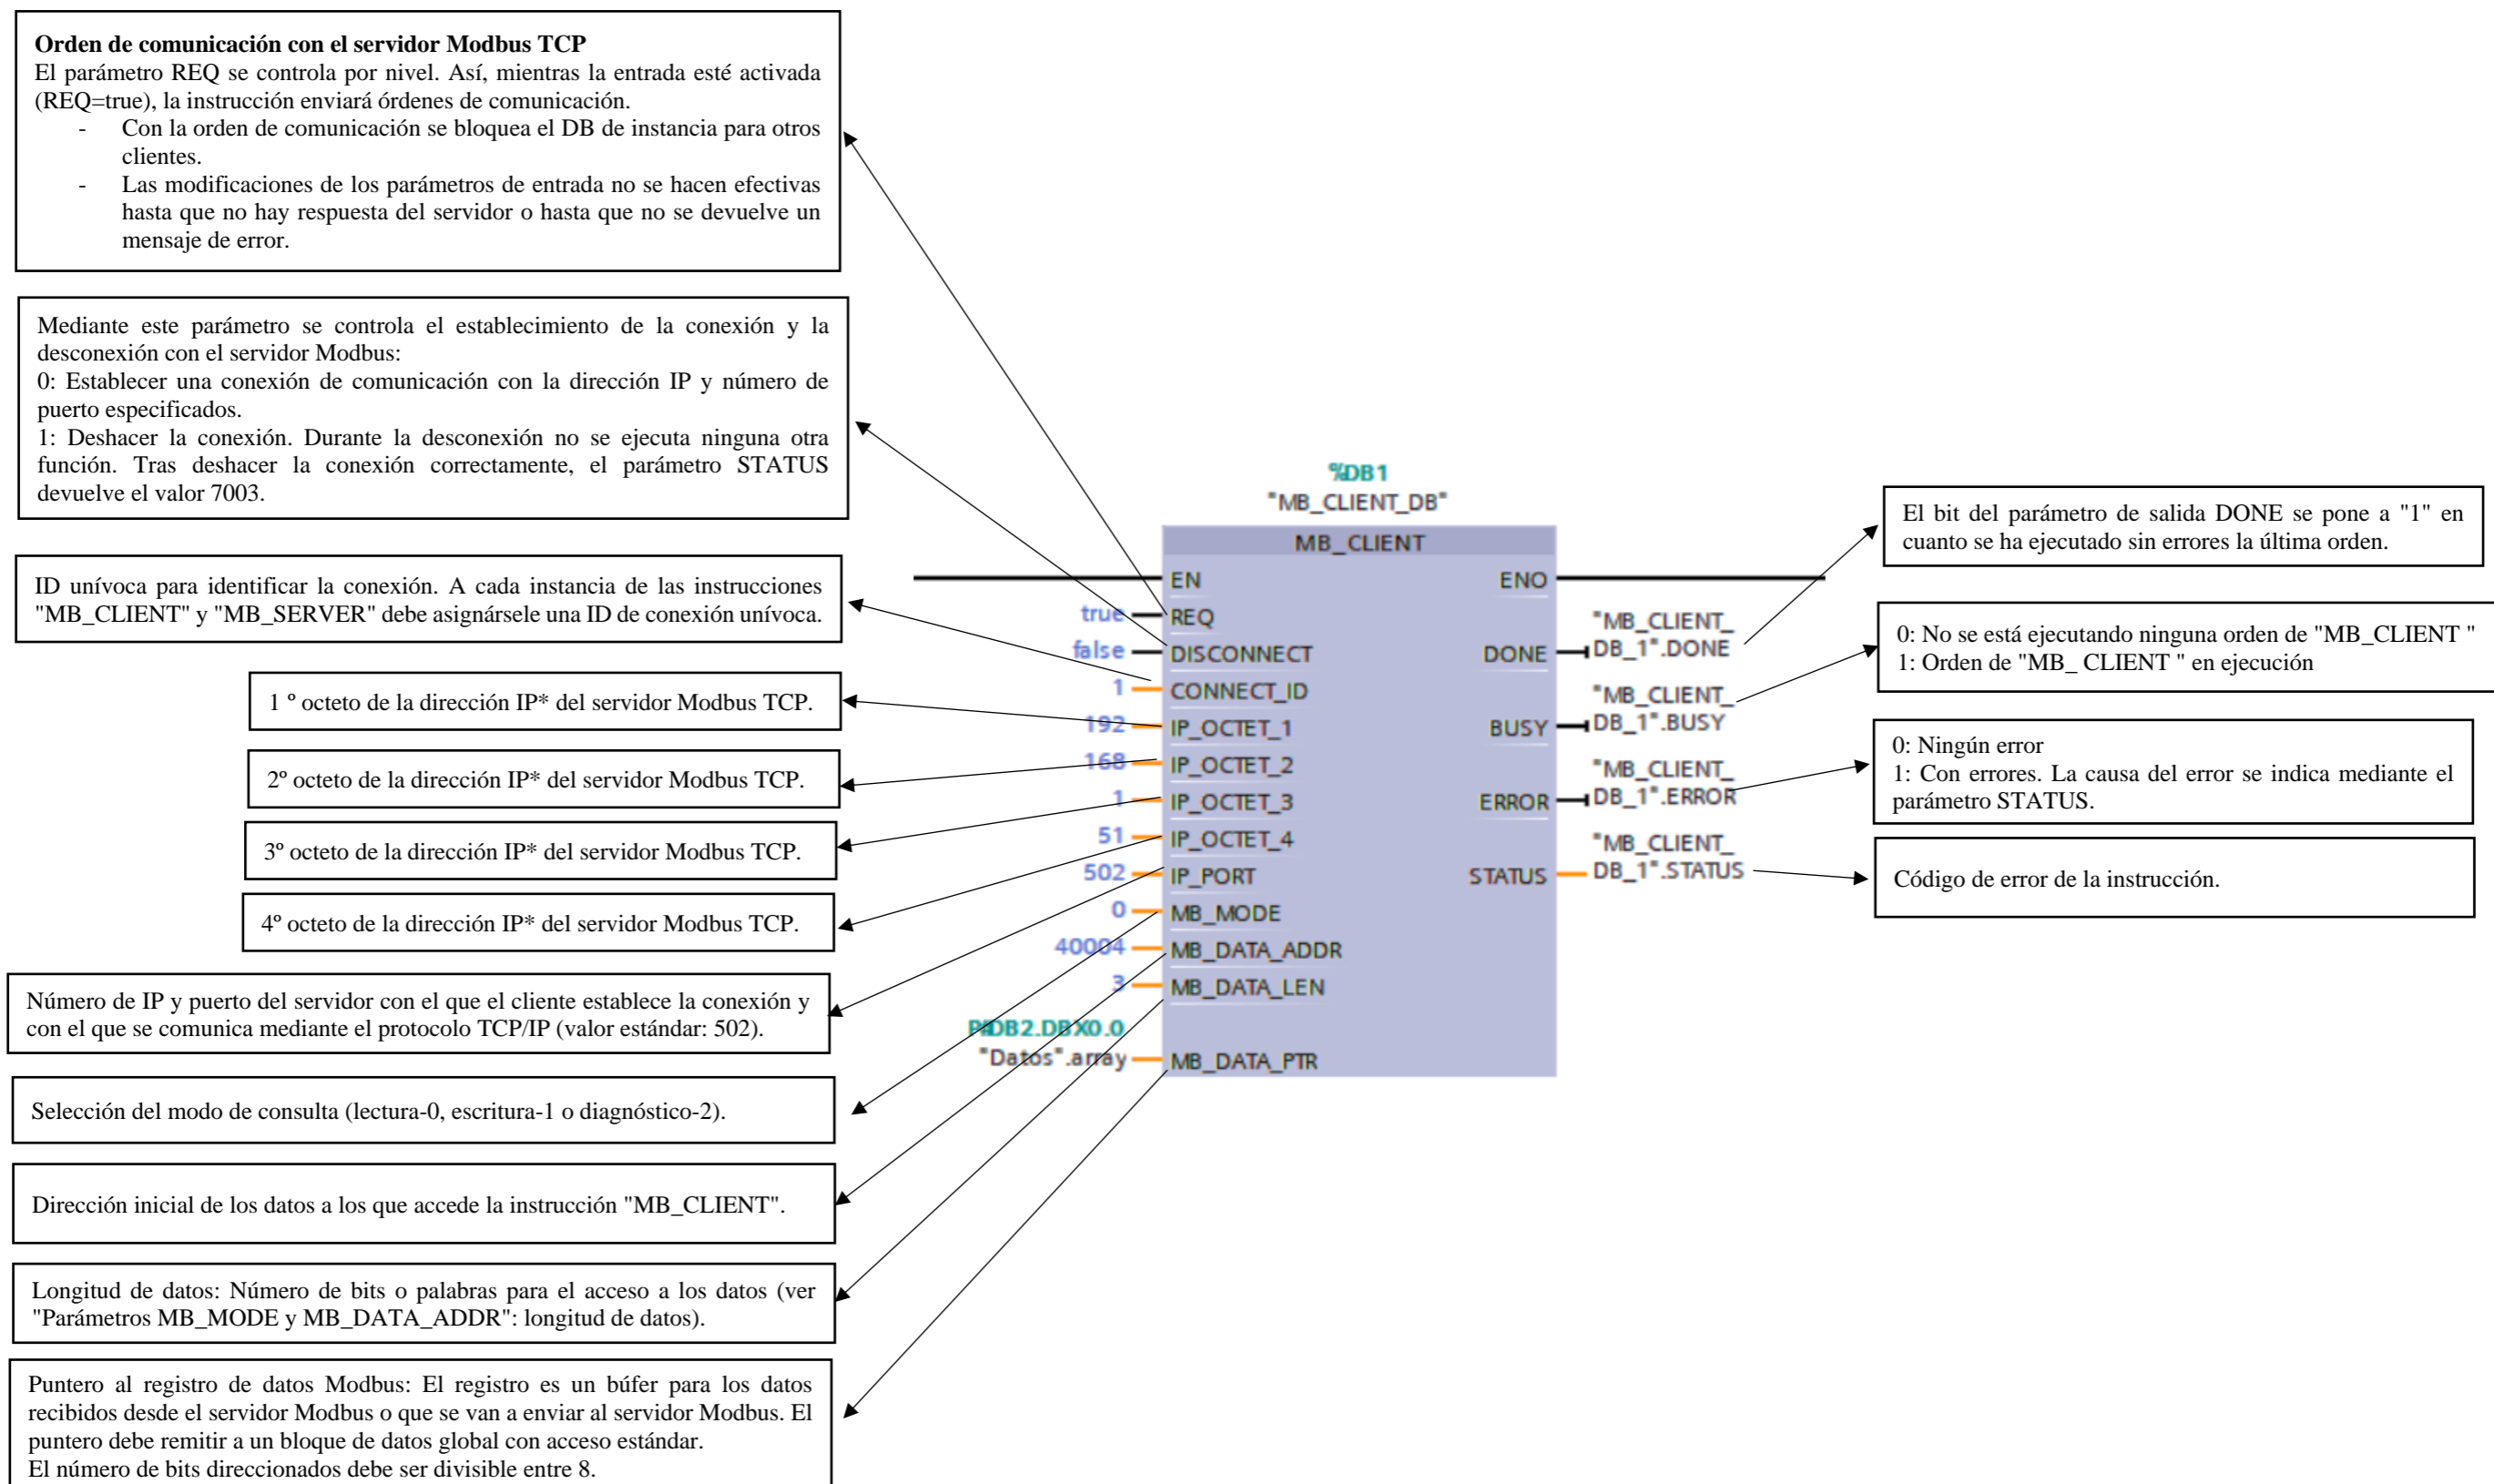 Orden de comunicación con el servidor Modbus TCP
El parámetro REQ se controla por nivel. Así, mientras la entrada esté activada
(REQ=true), la instrucción enviará órdenes de comunicación.
- Con la orden de comunicación se bloquea el DB de instancia para otros
clientes.
- Las modificaciones de los parámetros de entrada no se hacen efectivas
hasta que no hay respuesta del servidor o hasta que no se devuelve un
mensaje de error.
Mediante este parámetro se controla el establecimiento de la conexión y la
desconexión con el servidor Modbus:
0: Establecer una conexión de comunicación con la dirección IP y número de
puerto especificados.
1: Deshacer la conexión. Durante la desconexión no se ejecuta ninguna otra
función. Tras deshacer la conexión correctamente, el parámetro STATUS
devuelve el valor 7003.
ID unívoca para identificar la conexión. A cada instancia de las instrucciones
"MB_CLIENT" y "MB_SERVER" debe asignársele una ID de conexión unívoca.
1 º octeto de la dirección IP* del servidor Modbus TCP.
2º octeto de la dirección IP* del servidor Modbus TCP.
3º octeto de la dirección IP* del servidor Modbus TCP.
4º octeto de la dirección IP* del servidor Modbus TCP.
Número de IP y puerto del servidor con el que el cliente establece la conexión y
con el que se comunica mediante el protocolo TCP/IP (valor estándar: 502).
Selección del modo de consulta (lectura-0, escritura-1 o diagnóstico-2).
Dirección inicial de los datos a los que accede la instrucción "MB_CLIENT".
Longitud de datos: Número de bits o palabras para el acceso a los datos (ver
"Parámetros MB_MODE y MB_DATA_ADDR": longitud de datos).
Puntero al registro de datos Modbus: El registro es un búfer para los datos
recibidos desde el servidor Modbus o que se van a enviar al servidor Modbus. El
puntero debe remitir a un bloque de datos global con acceso estándar.
El número de bits direccionados debe ser divisible entre 8.
%DB1
"MB_CLIENT_DB"
MB_CLIENT
EN ENO
true REQ
"MB_CLIENT_
false DISCONNECT DONE DB_1".DONE
1 CONNECT_ID
"MB_CLIENT_
192 IP_OCTET_1 BUSY DB_1".BUSY
168 IP_OCTET_2
"MB_CLIENT_
1 IP_OCTET_3 ERROR DB_1".ERROR
51 IP_OCTET_4
"MB_CLIENT_
502 IP_PORT STATUS DB_1".STATUS
0 MB_MODE
40004 MB_DATA_ADDR
3 MB_DATA_LEN
P#DB2.DBX0.0
"Datos".array MB_DATA_PTR
El bit del parámetro de salida DONE se pone a "1" en
cuanto se ha ejecutado sin errores la última orden.
0: No se está ejecutando ninguna orden de "MB_CLIENT "
1: Orden de "MB_ CLIENT " en ejecución
0: Ningún error
1: Con errores. La causa del error se indica mediante el
parámetro STATUS.
Código de error de la instrucción.